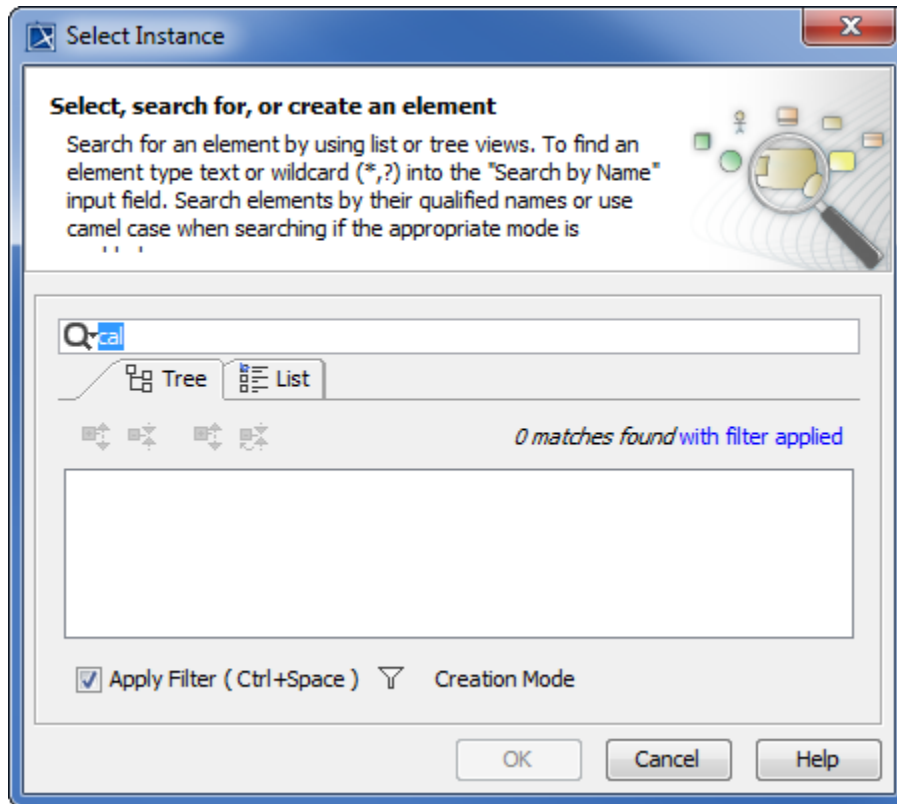 Select Instance
Select, search for, or create an element
Search for an element by using list or tree views. To find an
element type text or wildcard (*,?) into the "Search by Name"
input field. Search elements by their qualified names or use
camel case when searching if the appropriate mode is
cal
Tree List
0 matches found with filter applied
Apply Filter ( Ctrl+Space ) Creation Mode
OK Cancel Help